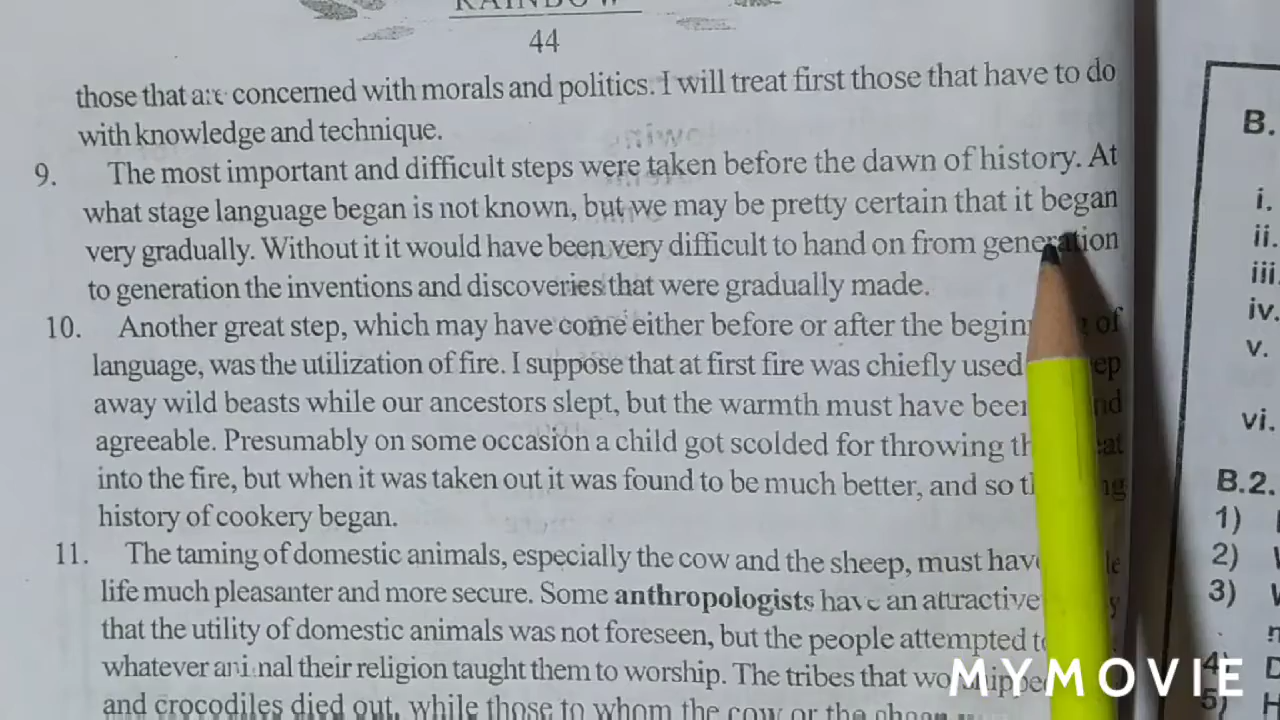 44
those that are concerned with morals and politics. I will treat first those that have to do
with knowledge and technique.
9. The most important and difficult steps were taken before the dawn of history. At
what stage language began is not known, but we may be pretty certain that it began
very gradually. Without it it would have been very difficult to hand on from generation
to generation the inventions and discoveries that were gradually made.
10. Another great step, which may have come either before or after the of
language, was the utilization of fire. I suppose that at first fire was chiefly used
away wild beasts while our ancestors slept, but the warmth must have been
agreeable. Presumably on some occasion a child got scolded for throwing
into the fire, but when it was taken out it was found to be much better, and so
history of cookery began.
11. The taming of domestic animals, especially the cow and the sheep, must have
life much pleasanter and more secure. Some anthropologists have an attractive
that the utility of domestic animals was not foreseen, but the people attempted
whatever animal their religion taught them to worship. The tribes that
and crocodiles died out, while those to whom the cow or the
B.
i.
ii.
iii.
iv.
v.
vi.
B.2.
1)
2)
3)
4)
5)
MYMOVIE